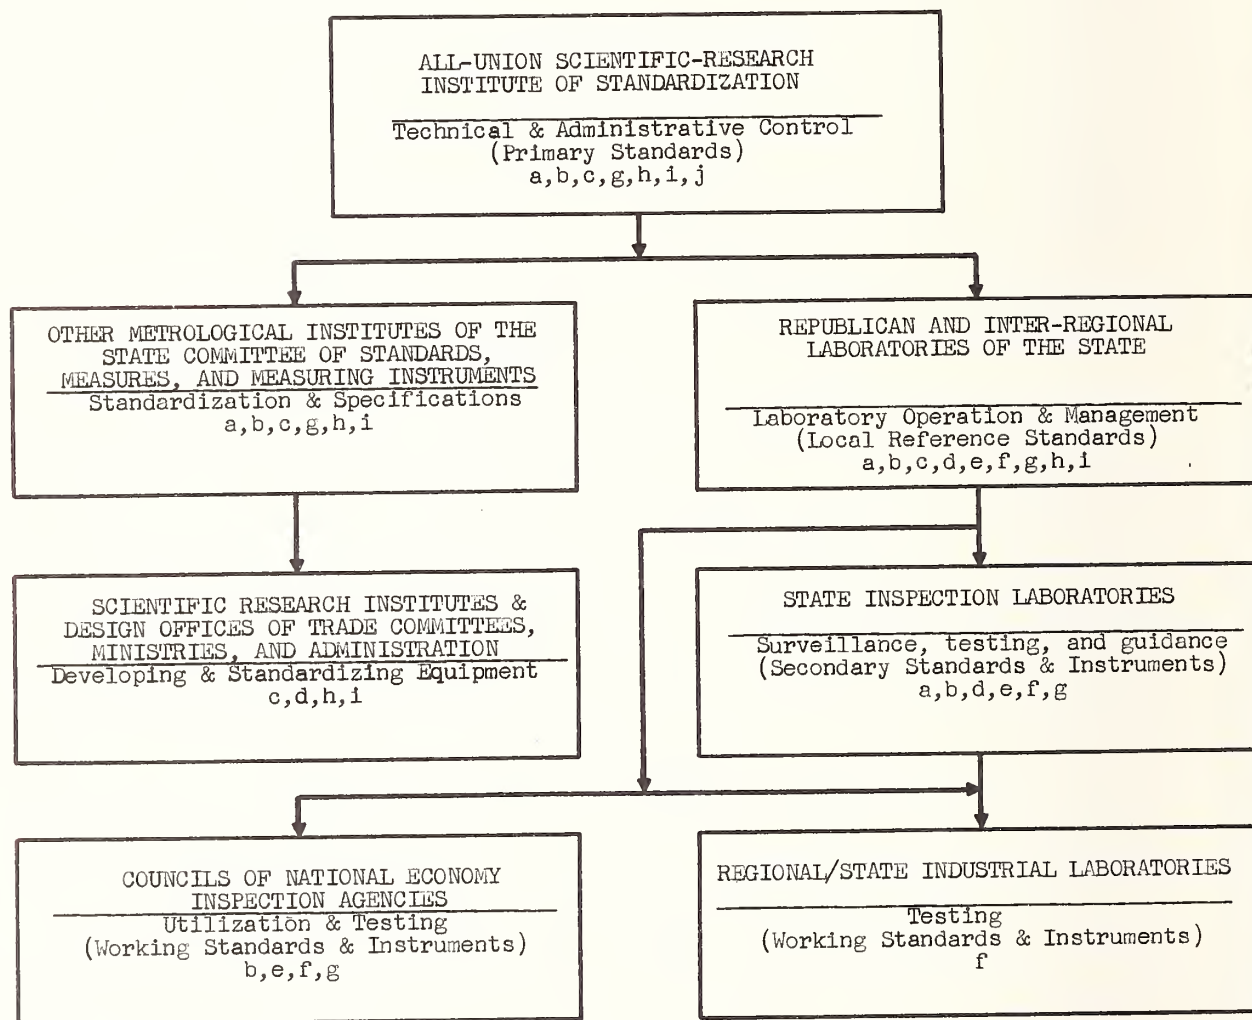 ALL-UNION SCIENTIFIC-RESEARCH
INSTITUTE OF STANDARDIZATION
Technical & Administrative Control
(Primary Standards)
a,b,c,g,h,i,j
OTHER METROLOGICAL INSTITUTES OF THE
STATE COMMITTEE OF STANDARDS,
MEASURES, AND MEASURING INSTRUMENTS
Standardization & Specifications
a,b,c,g,h,i
REPUBLICAN AND INTER-REGIONAL
LABORATORIES OF THE STATE
Laboratory Operation & Management
(Local Reference Standards)
a,b,c,d,e,f,g,h,i
SCIENTIFIC RESEARCH INSTITUTES &
DESIGN OFFICES OF TRADE COMMITTEES,
MINISTRIES, AND ADMINISTRATION
Developing & Standardizing Equipment
c,d,h,i
STATE INSPECTION LABORATORIES
Surveillance, testing, and guidance
(Secondary Standards & Instruments)
a,b,d,e,f,g
COUNCILS OF NATIONAL ECONOMY
INSPECTION AGENCIES
Utilization & Testing
(Working Standards & Instruments)
b,e,f,g
REGIONAL/STATE INDUSTRIAL LABORATORIES
Testing
(Working Standards & Instruments)
f